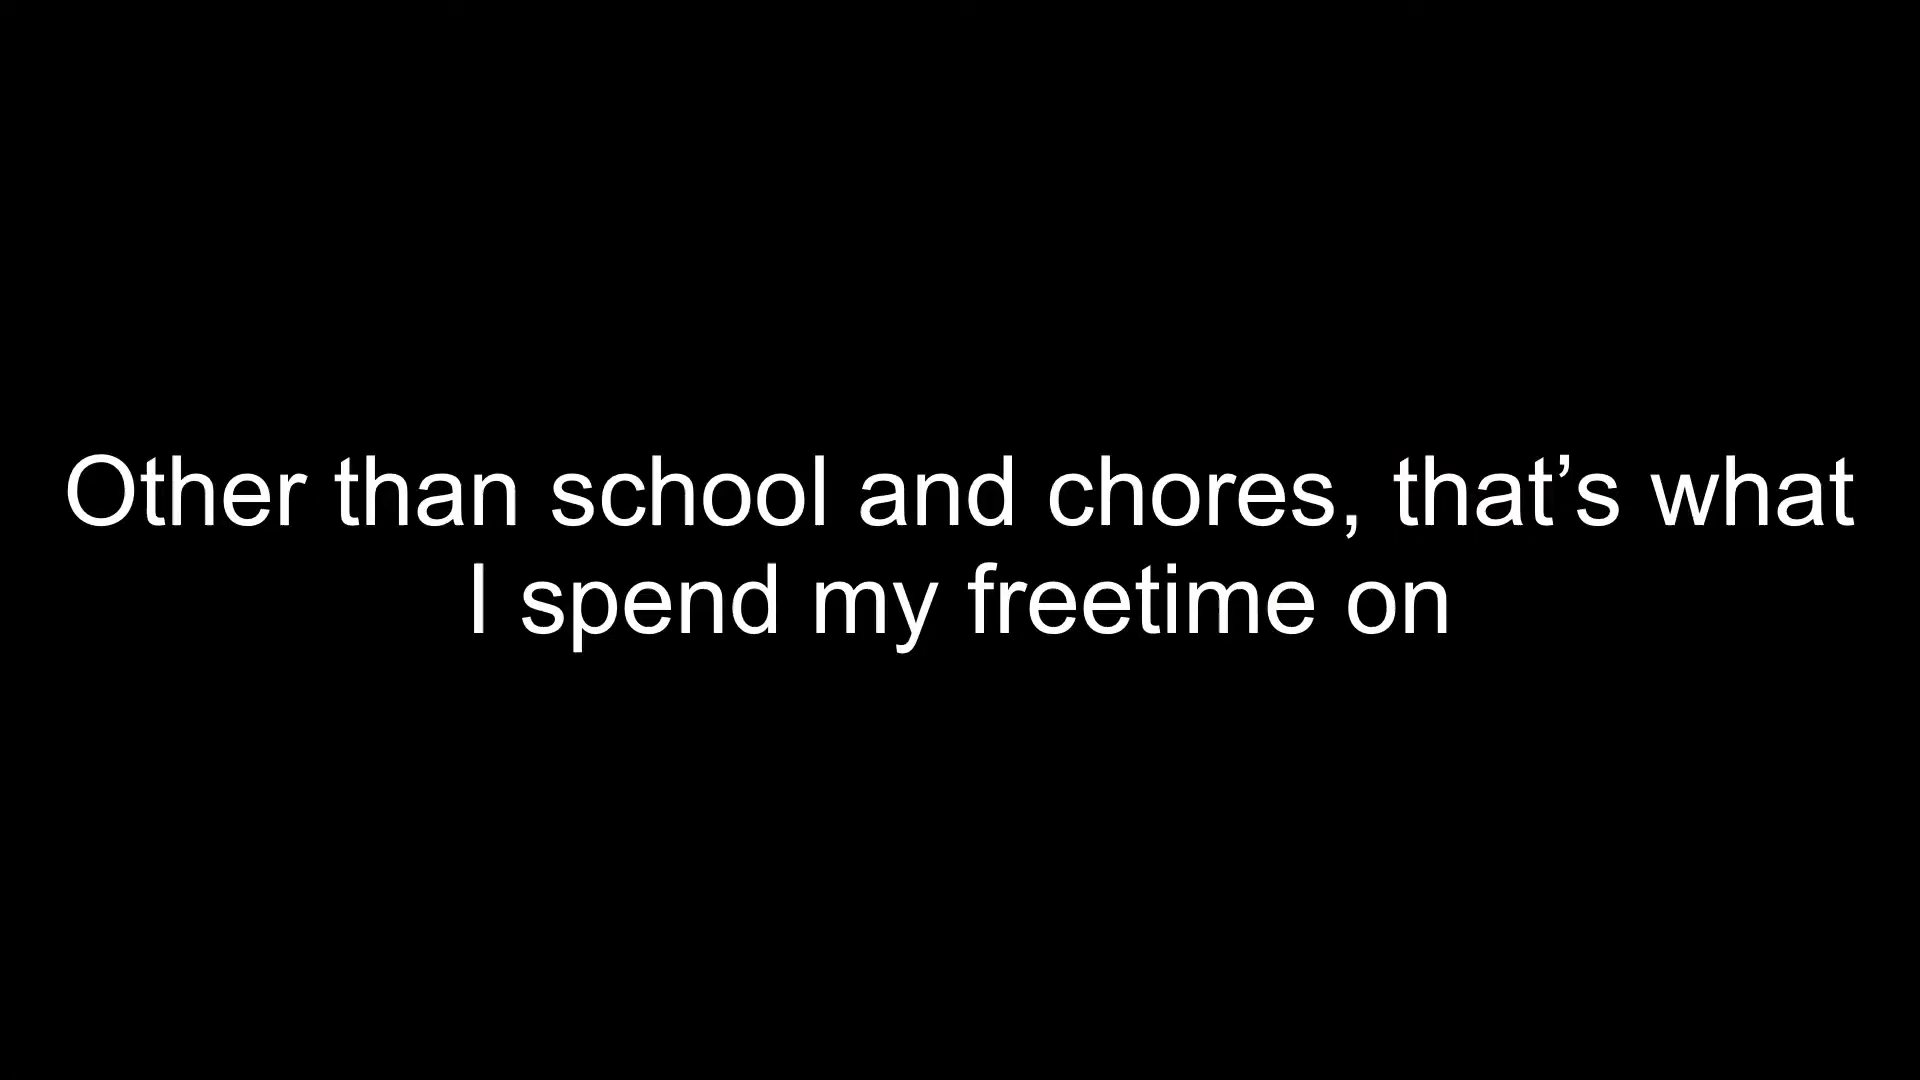 Other than school and chores, that’s what
I spend my freetime on